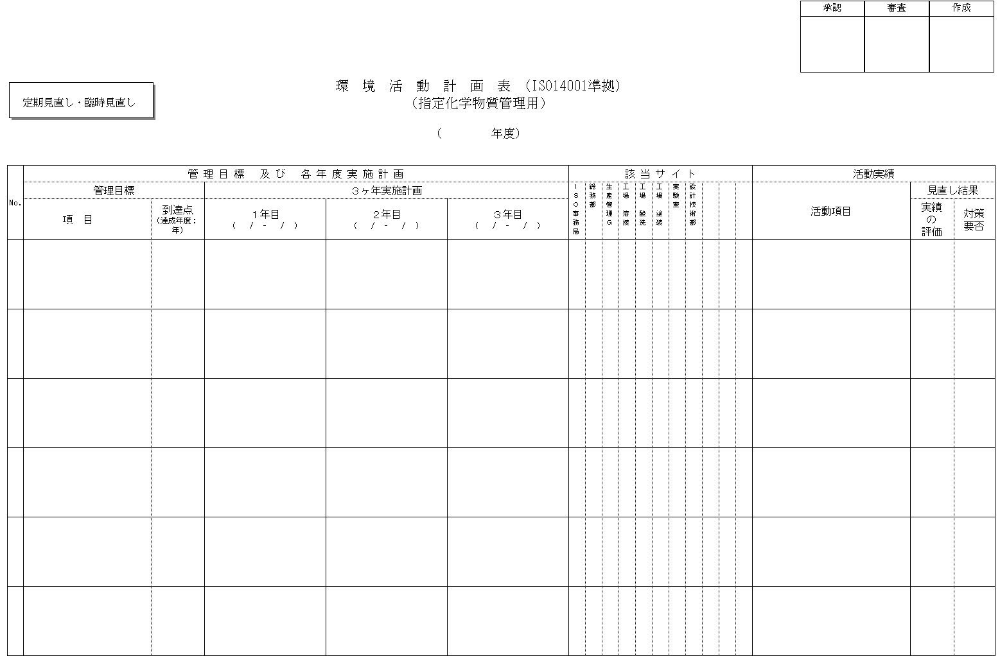 承認 審査 作成
環　境　活　動　計　画　表　（ISO14001準拠）
定期見直し・臨時見直し
（指定化学物質管理用）
（　　　　年度）
No.
管 理 目 標　及 び　各 年 度 実 施 計 画
該 当 サ イ ト
活動実績
管理目標
３ヶ年実施計画
見直し結果
項　目
到達点
（達成年度：
年）
１年目
（　/　-　/　）
２年目
（　/　-　/　）
３年目
（　/　-　/　）
ＩＳＯ事務局
総務部
生産管理Ｇ
工場　溶接
工場　酸洗
工場　塗装
実験室
設計技術部
活動項目
実績
の
評価
対策
要否